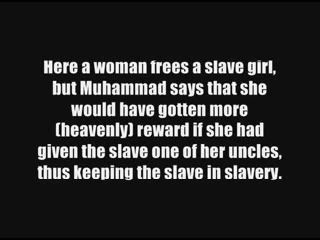 Here a woman frees a slave girl,
but Muhammad says that she
would have gotten more
(heavenly) reward if she had
given the slave one of her uncles,
thus keeping the slave in slavery.